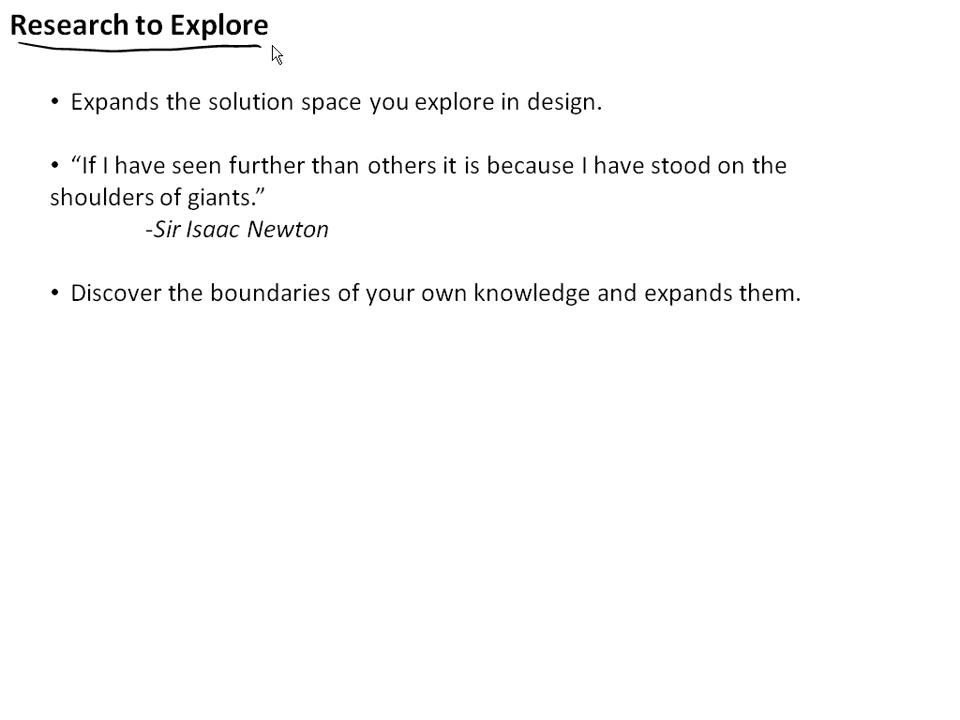 Research to Explore
• Expands the solution space you explore in design.
• “If I have seen further than others it is because I have stood on the
shoulders of giants.”
-Sir Isaac Newton
• Discover the boundaries of your own knowledge and expands them.